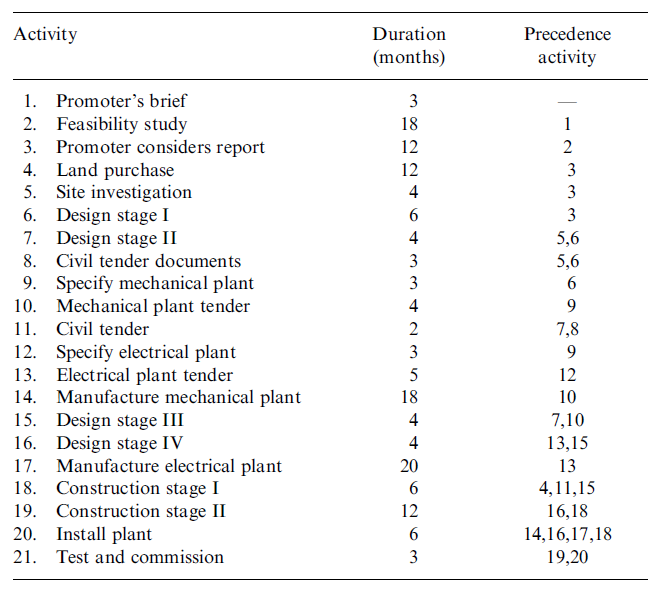 Activity Duration Precedence
(months) activity
1. Promoter's brief 3 —
2. Feasibility study 18 1
3. Promoter considers report 12 2
4. Land purchase 12 3
5. Site investigation 4 3
6. Design stage I 6 3
7. Design stage II 4 5,6
8. Civil tender documents 3 5,6
9. Specify mechanical plant 3 6
10. Mechanical plant tender 4 9
11. Civil tender 2 7,8
12. Specify electrical plant 3 9
13. Electrical plant tender 5 12
14. Manufacture mechanical plant 18 10
15. Design stage III 4 7,10
16. Design stage IV 4 13,15
17. Manufacture electrical plant 20 13
18. Construction stage I 6 4,11,15
19. Construction stage II 12 16,18
20. Install plant 6 14,16,17,18
21. Test and commission 3 19,20